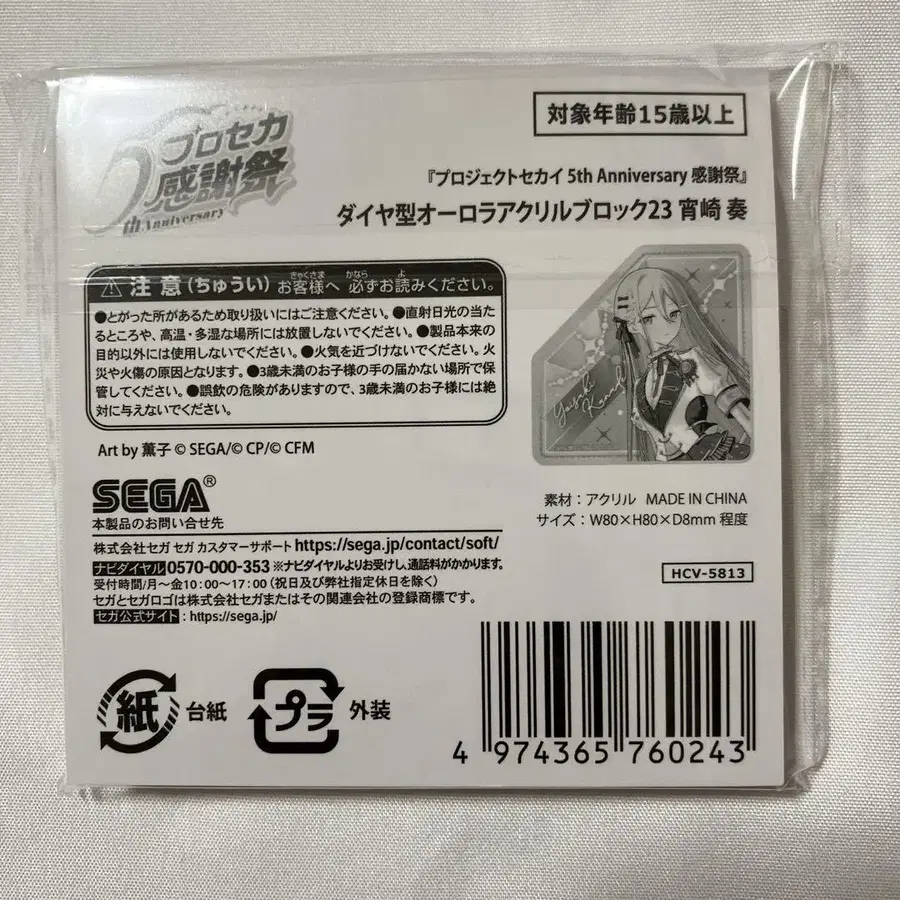 プロセカ
感謝祭
5th Anniversary
対象年齢15歳以上
『プロジェクトセカイ 5th Anniversary 感謝祭』
ダイヤ型オーロラアクリルブロック23 宵崎 奏
⚠注意(ちゅうい) お客様へ 必ずお読みください。
きゃくさま かなら よ
●とがった所があるため取り扱いにはご注意ください。●直射日光の当た
るところや、高温・多湿な場所には放置しないでください。●製品本来の
目的以外には使用しないでください。●火気を近づけないでください。火
災や火傷の原因となります。●3歳未満のお子様の手の届かない場所で保
管してください。●誤飲の危険がありますので、3歳未満のお子様には絶
対に与えないでください。
Yoisaki
Kanade
Art by 薫子 © SEGA/© CP/© CFM
SEGA®
本製品のお問い合せ先
株式会社セガ セガ カスタマーサポート https://sega.jp/contact/soft/
ナビダイヤル 0570-000-353 ※ナビダイヤルよりお受けし、通話料がかかります。
受付時間/月～金10:00～17:00(祝日及び弊社指定休日を除く)
セガとセガロゴは株式会社セガまたはその関連会社の登録商標です。
セガ公式サイト:https://sega.jp/
素材:アクリル MADE IN CHINA
サイズ:W80×H80×D8mm 程度
HCV-5813
紙 台紙 プラ 外装
4 974365 760243